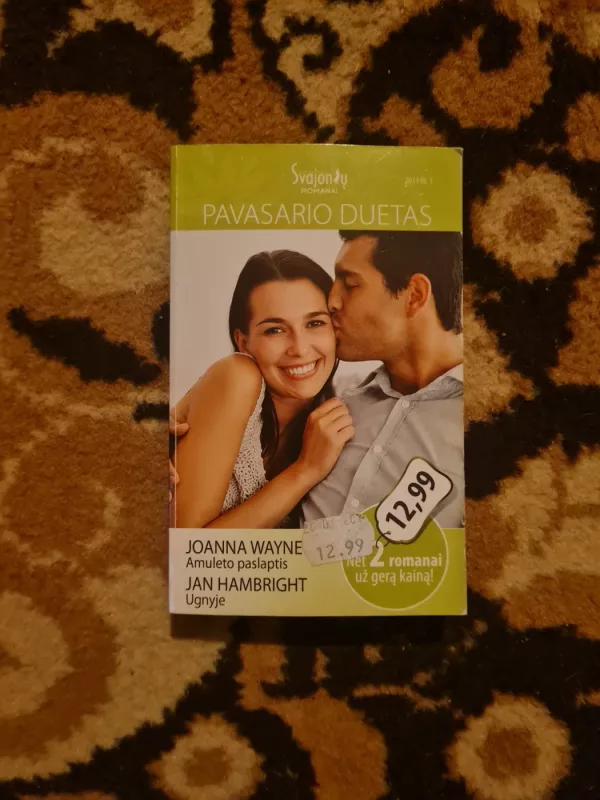 Svajonių
ROMANAI
PAVASARIO DUETAS
12,99
JOANNA WAYNE
Amuleto paslaptis
JAN HAMBRIGHT
Ugnyje
12.99
Net 2 romanai
už gerą kainą!